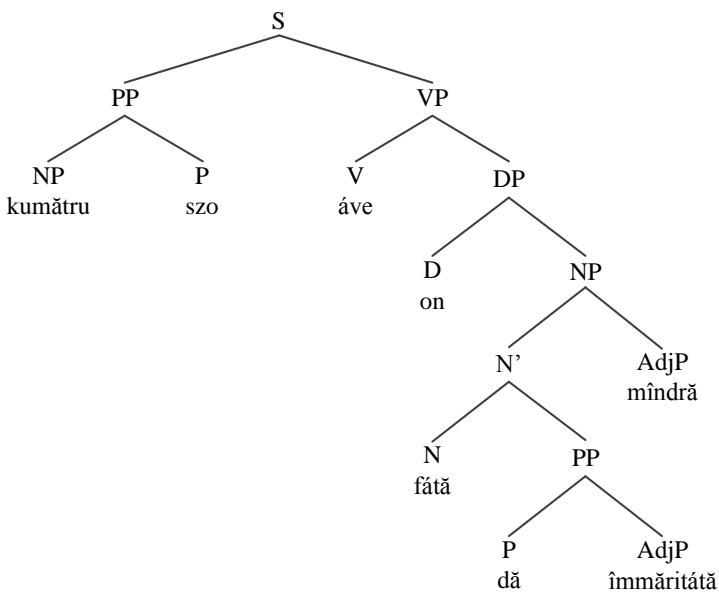 S
PP VP
NP P V DP
kumătru szo áve
D NP
on
N’ AdjP
mîndră
N PP
fátă
P AdjP
dă îmmăritátă